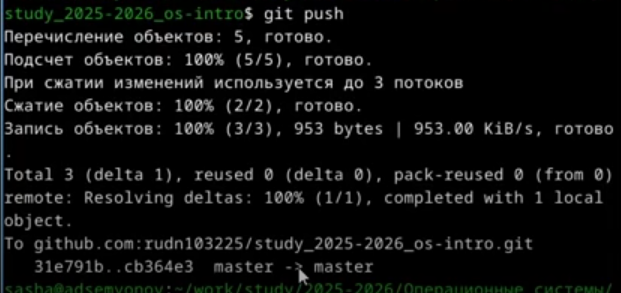 study_2025-2026_os-intro$ git push
Перечисление объектов: 5, готово.
Подсчет объектов: 100% (5/5), готово.
При сжатии изменений используется до 3 потоков
Сжатие объектов: 100% (2/2), готово.
Запись объектов: 100% (3/3), 953 bytes | 953.00 KiB/s, готово
.
Total 3 (delta 1), reused 0 (delta 0), pack-reused 0 (from 0)
remote: Resolving deltas: 100% (1/1), completed with 1 local
object.
To github.com:rudn103225/study_2025-2026_os-intro.git
31e791b..cb364e3  master -> master
sasha@adsemyonov:~/work/study/2025-2026/Операционные системы/